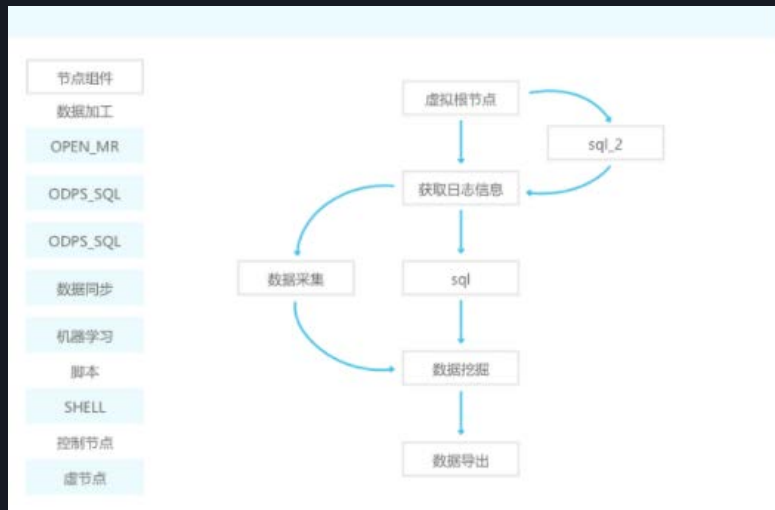 节点组件
数据加工
OPEN_MR
ODPS_SQL
ODPS_SQL
数据同步
机器学习
脚本
SHELL
控制节点
虚节点
虚拟根节点
sql_2
获取日志信息
数据采集
sql
数据挖掘
数据导出